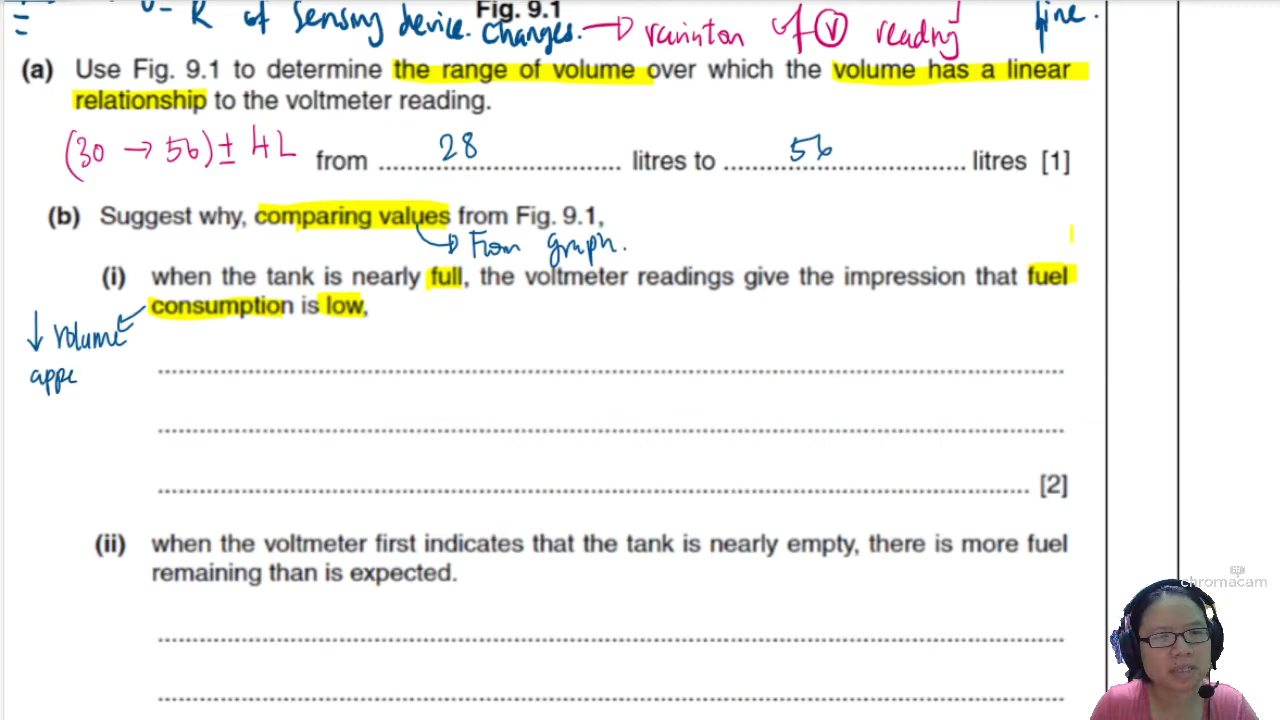 = V- R of sensing device. changes. → variation of Ⓥ reading fine.
Fig. 9.1
(a) Use Fig. 9.1 to determine the range of volume over which the volume has a linear
relationship to the voltmeter reading.
(30 → 56) ± 4L from ........ 28 ........ litres to ........ 56 ........ litres [1]
(b) Suggest why, comparing values from Fig. 9.1,
→ From graph.
(i) when the tank is nearly full, the voltmeter readings give the impression that fuel
consumption is low,
↓ volume
appe
[2]
(ii) when the voltmeter first indicates that the tank is nearly empty, there is more fuel
remaining than is expected.
chromacam